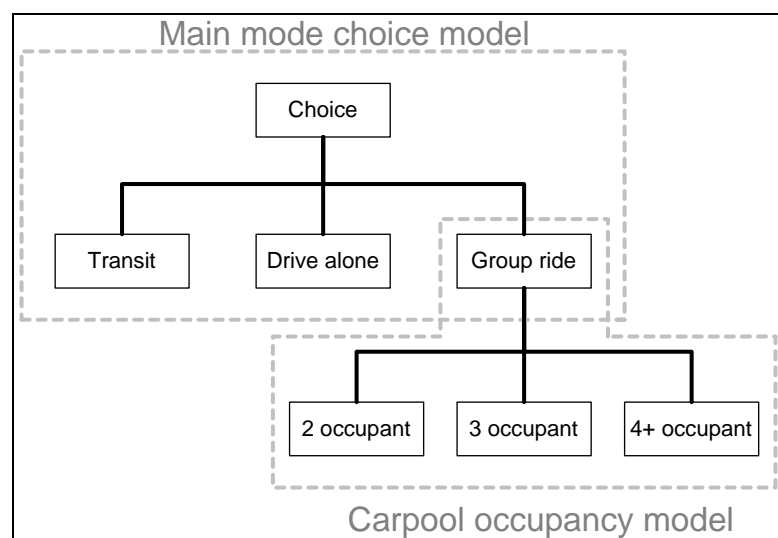 Main mode choice model
Choice
Transit
Drive alone
Group ride
2 occupant
3 occupant
4+ occupant
Carpool occupancy model